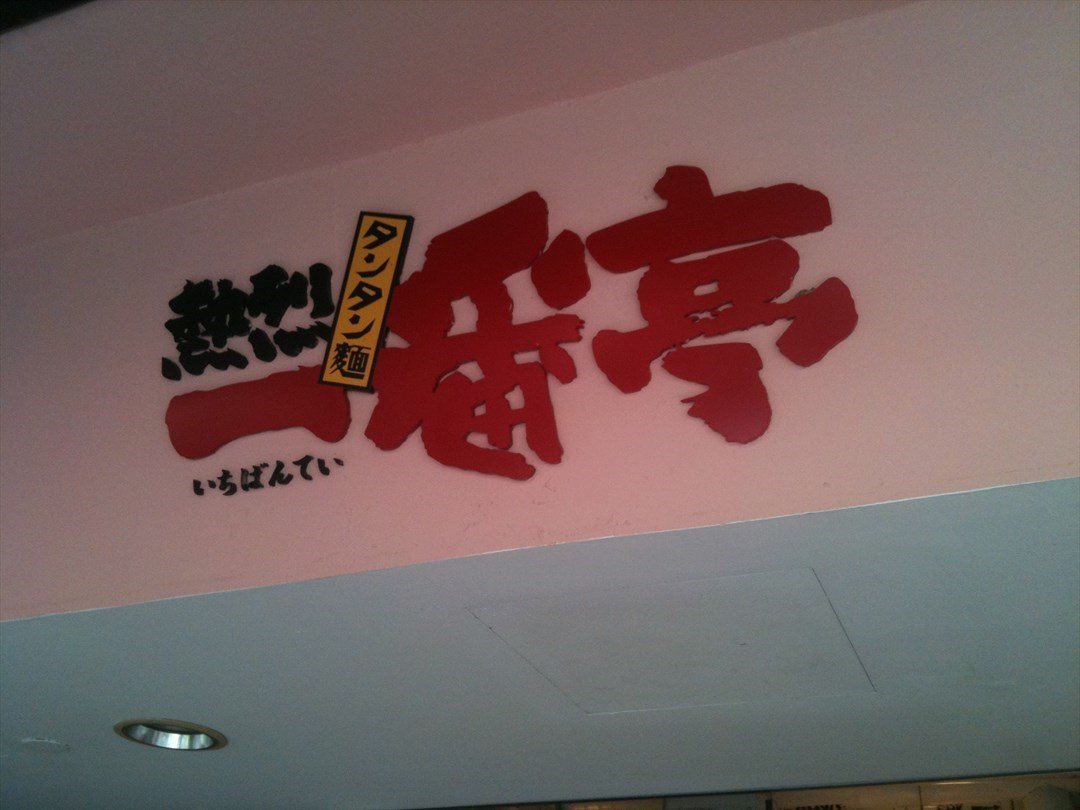 熱烈
タンタン麺
一番亭
いちばんてい